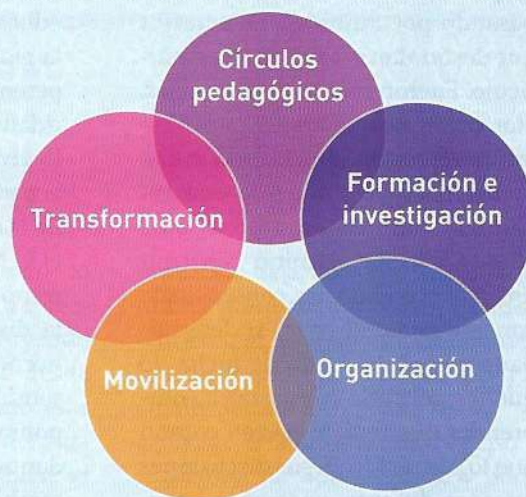 Círculos
pedagógicos
Formación e
investigación
Organización
Movilización
Transformación